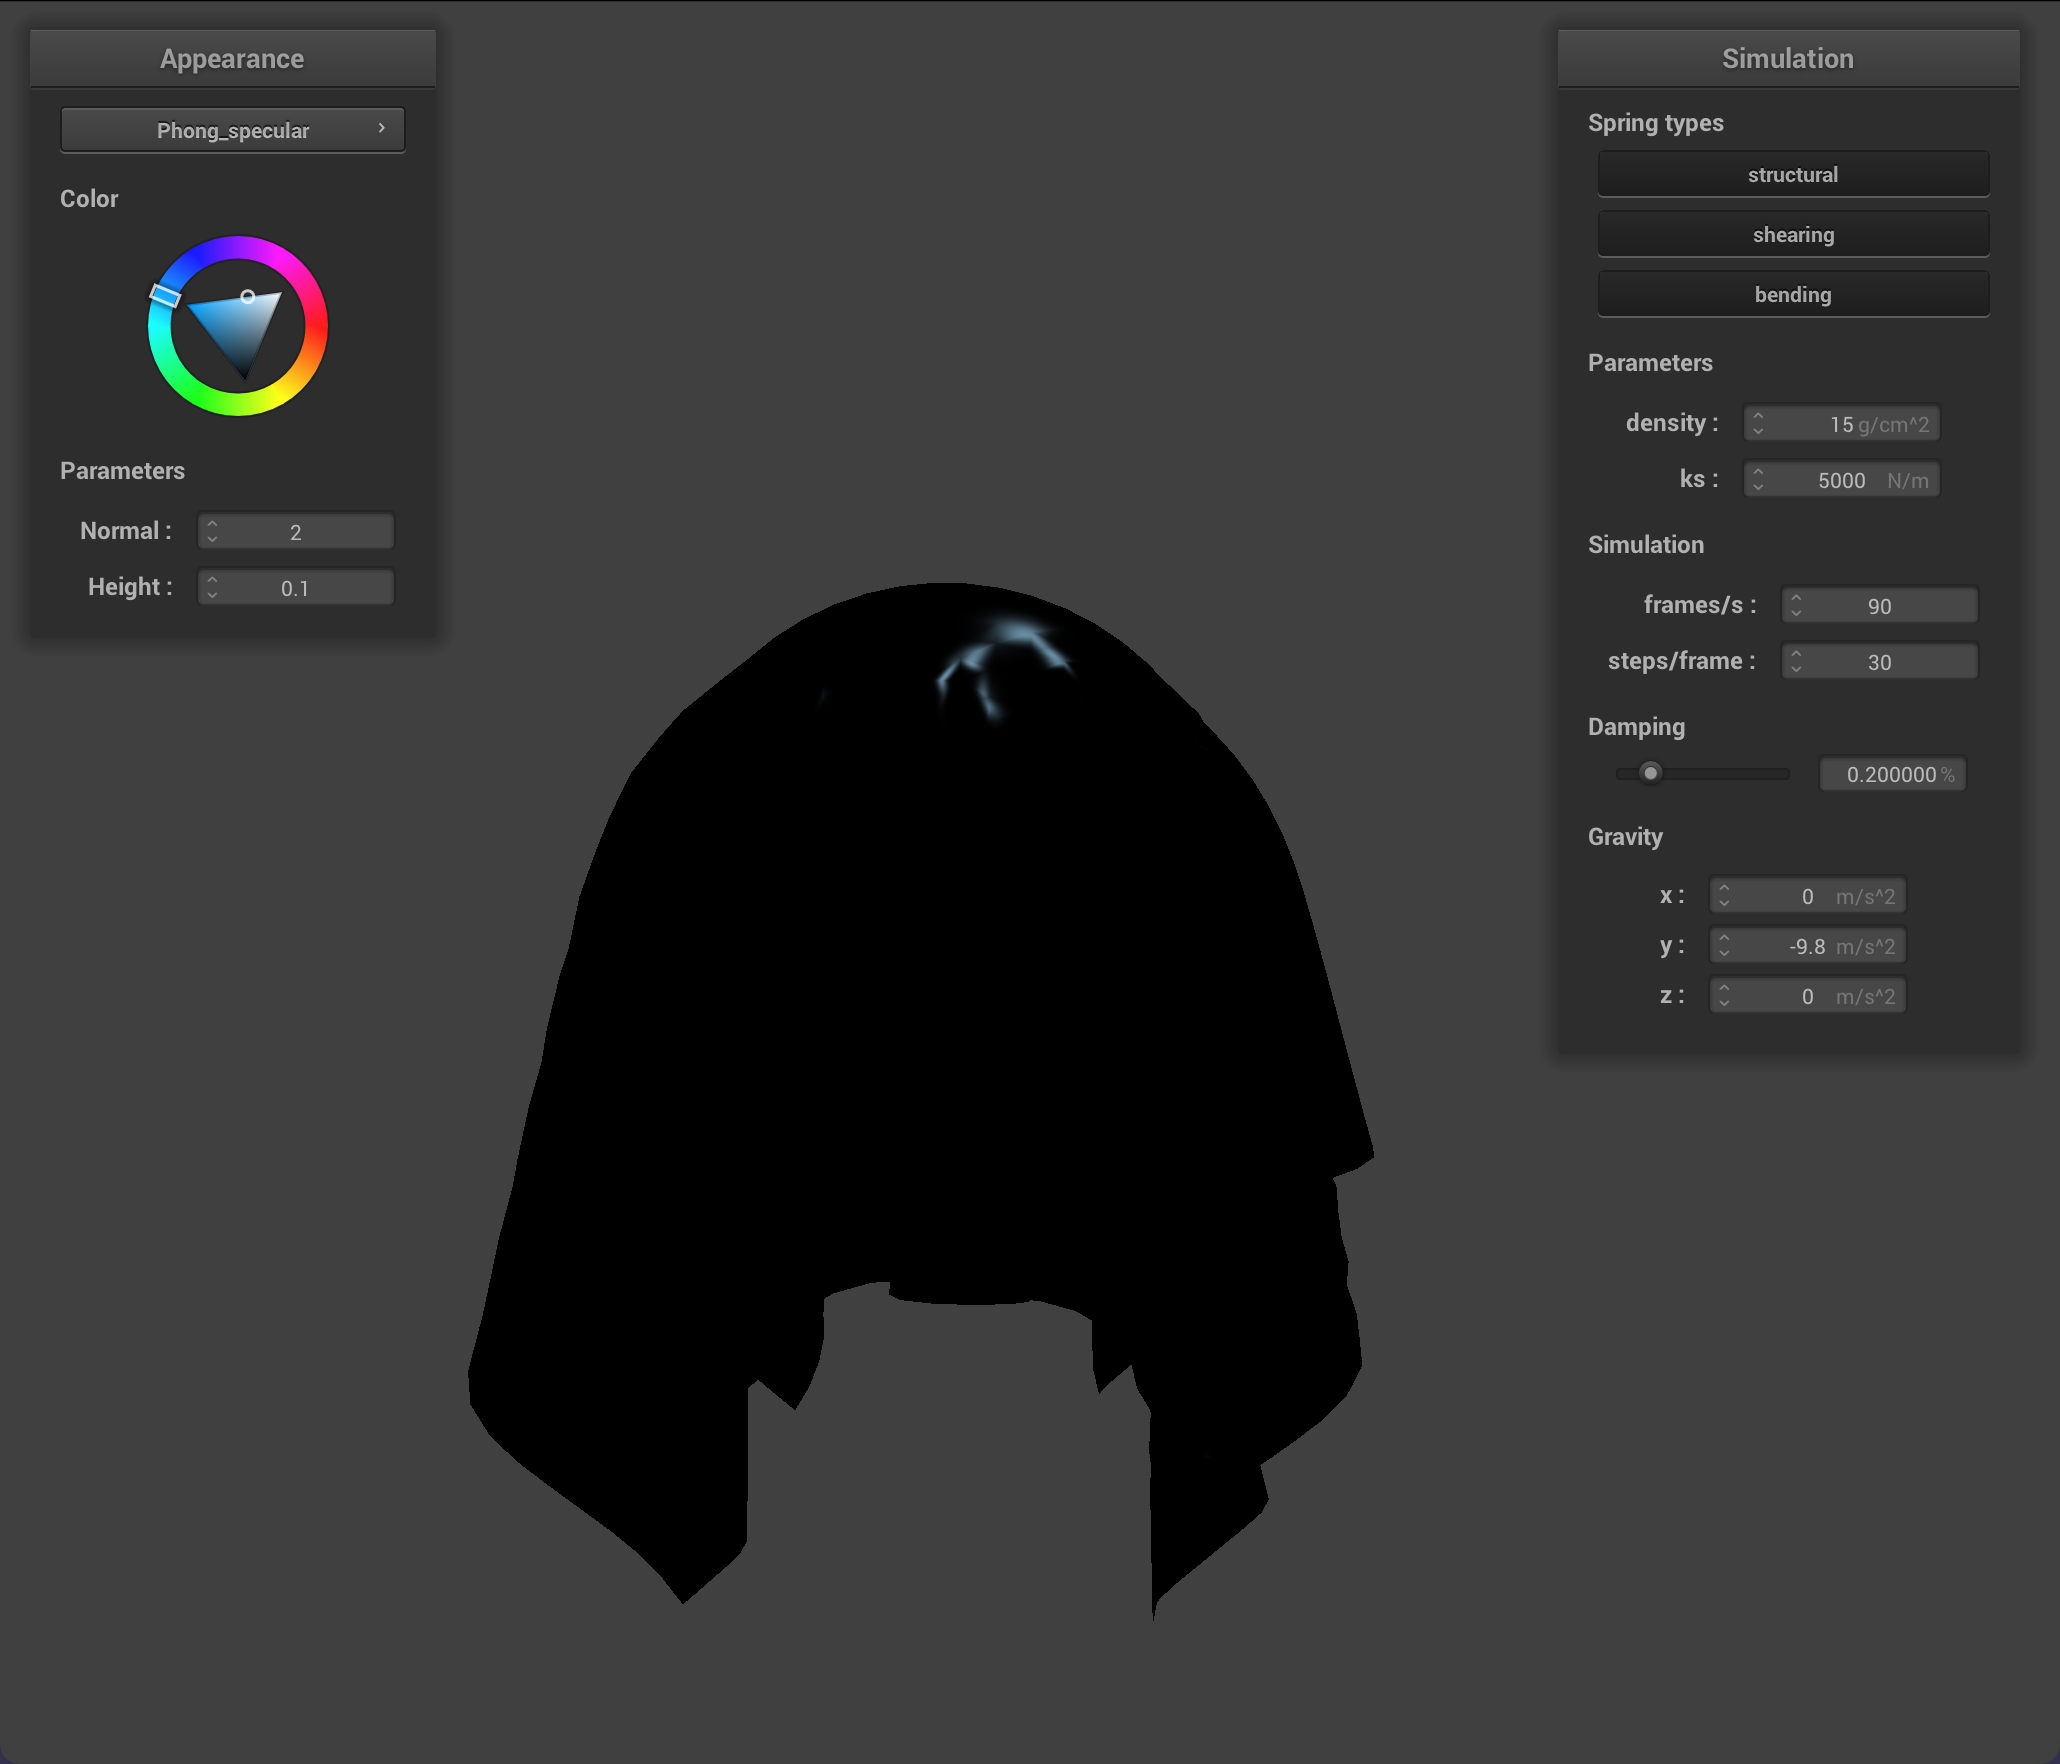 Appearance
Phong_specular
Color
Parameters
Normal : 2
Height : 0.1
Simulation
Spring types
structural
shearing
bending
Parameters
density : 15 g/cm^2
ks : 5000 N/m
Simulation
frames/s : 90
steps/frame : 30
Damping
0.200000 %
Gravity
x : 0 m/s^2
y : -9.8 m/s^2
z : 0 m/s^2